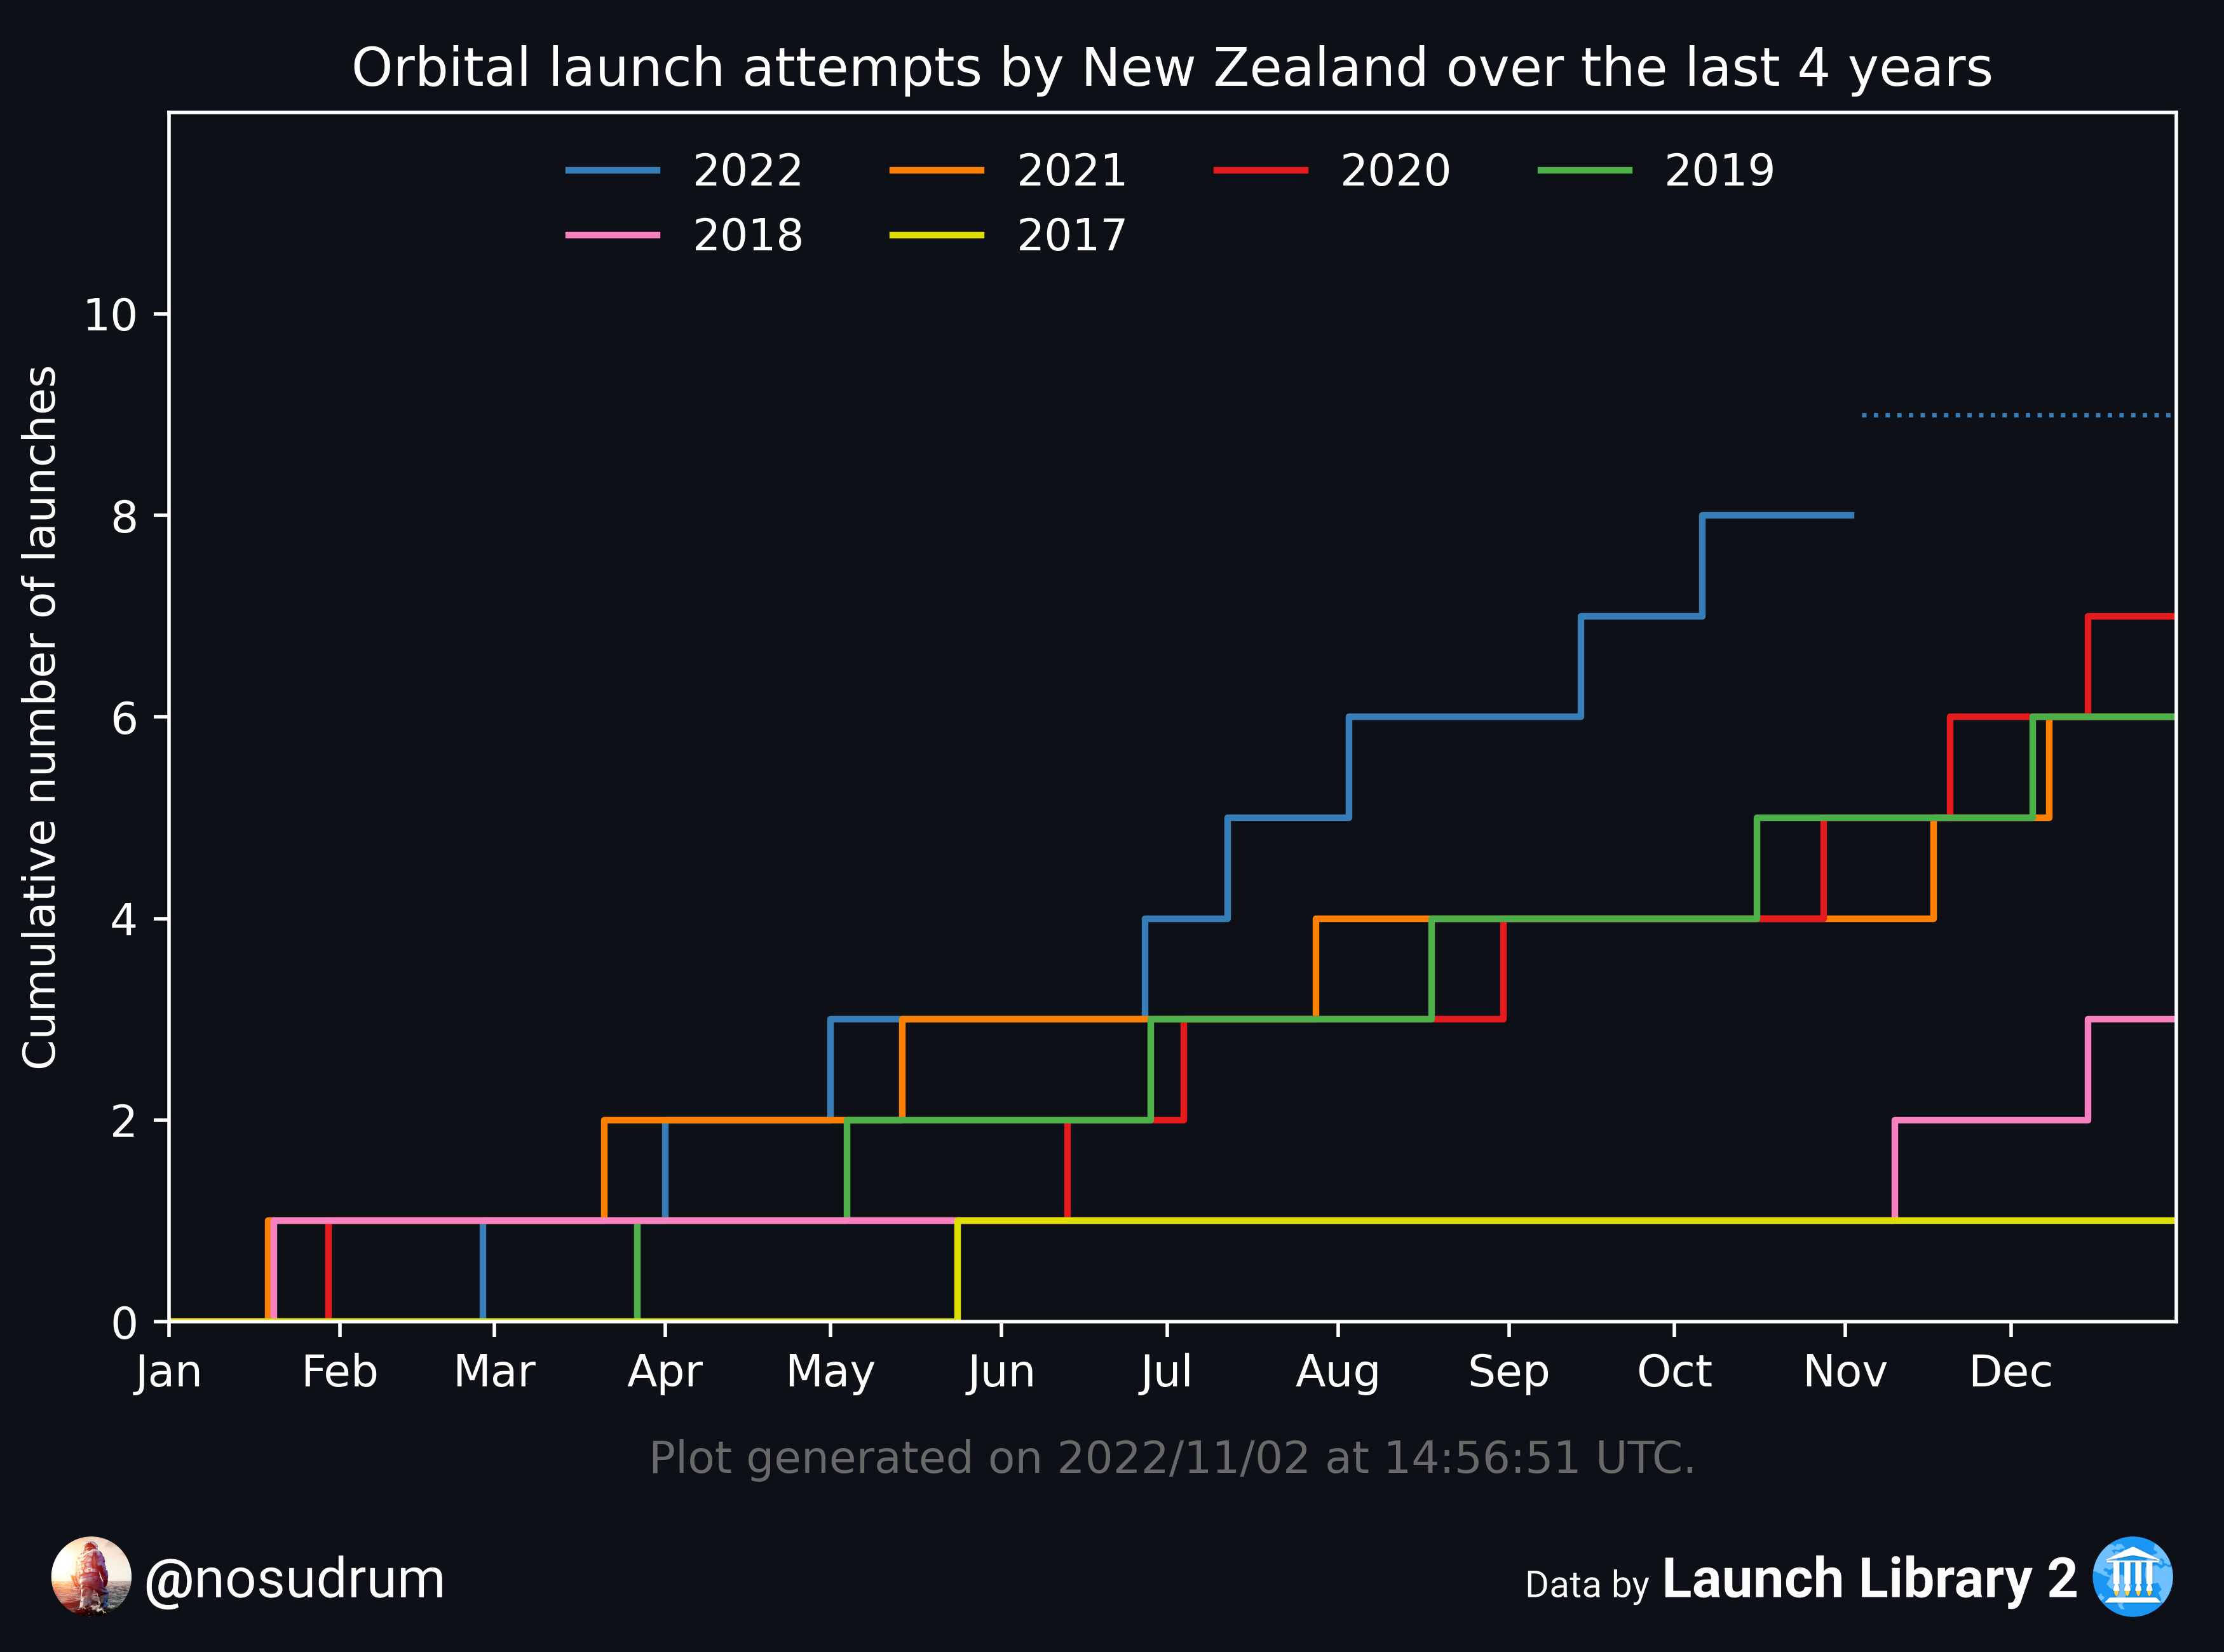 Orbital launch attempts by New Zealand over the last 4 years
2022 2021 2020 2019
2018 2017
Cumulative number of launches
10
8
6
4
2
0
Jan Feb Mar Apr May Jun Jul Aug Sep Oct Nov Dec
Plot generated on 2022/11/02 at 14:56:51 UTC.
@nosudrum
Data by Launch Library 2